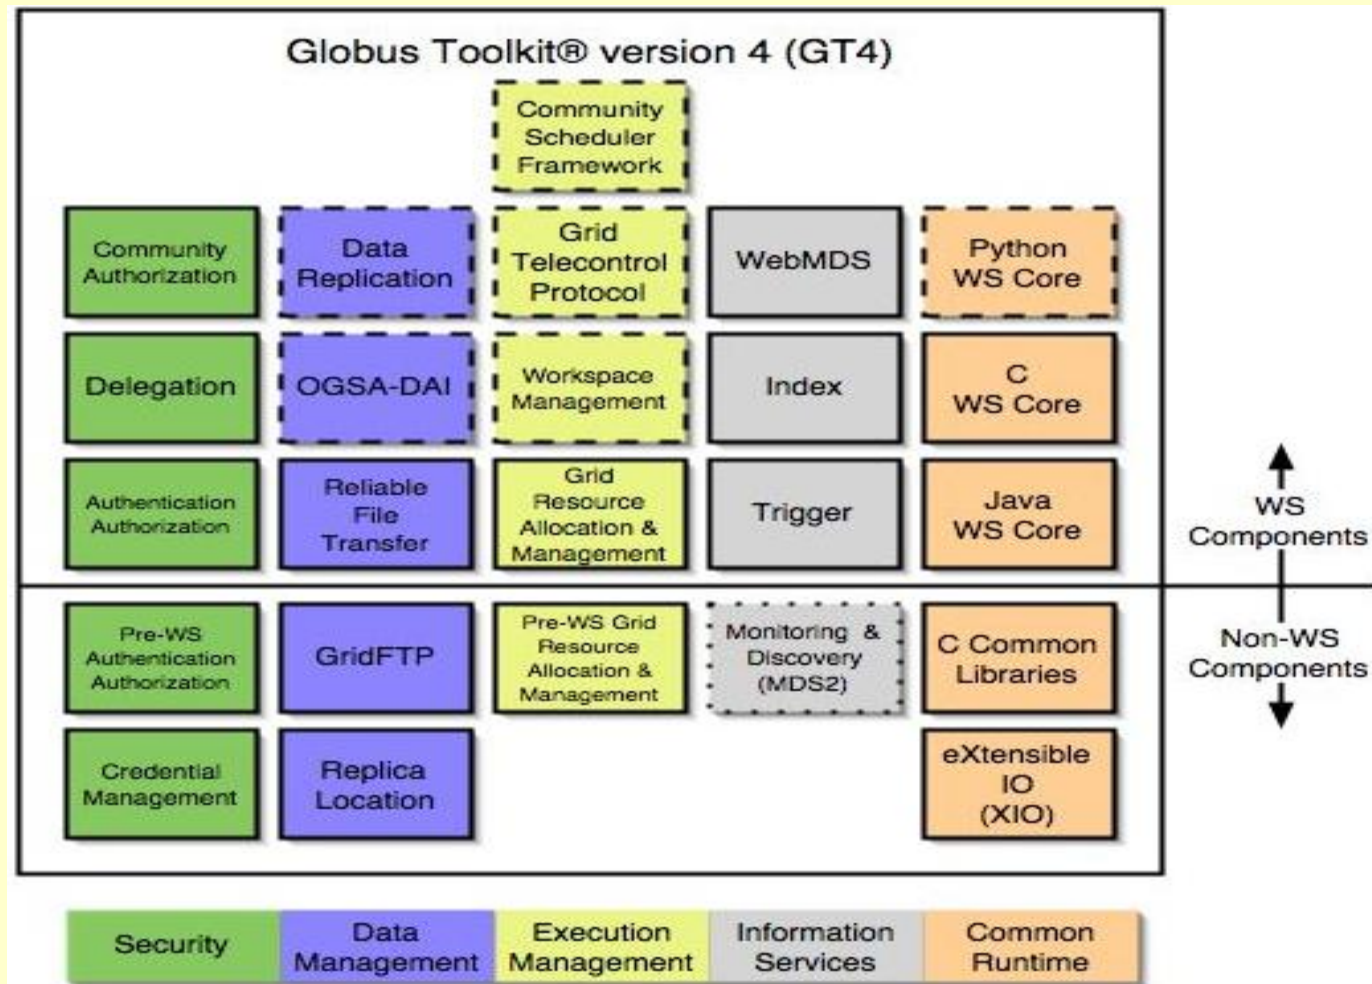 Globus Toolkit® version 4 (GT4)
Community
Scheduler
Framework
Community
Authorization
Data
Replication
Grid
Telecontrol
Protocol
WebMDS
Python
WS Core
Delegation
OGSA-DAI
Workspace
Management
Index
C
WS Core
Authentication
Authorization
Reliable
File
Transfer
Grid
Resource
Allocation &
Management
Trigger
Java
WS Core
WS
Components
Pre-WS
Authentication
Authorization
GridFTP
Pre-WS Grid
Resource
Allocation &
Management
Monitoring &
Discovery
(MDS2)
C Common
Libraries
Non-WS
Components
Credential
Management
Replica
Location
eXtensible
IO
(XIO)
Security
Data
Management
Execution
Management
Information
Services
Common
Runtime